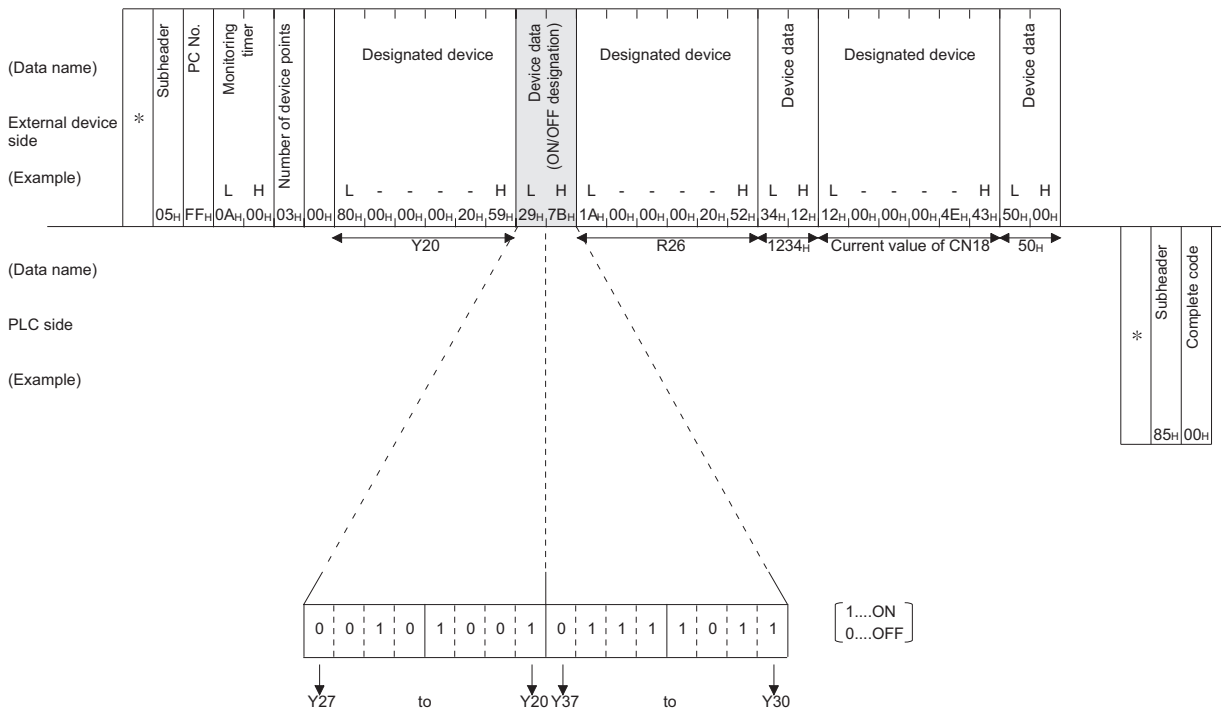 (Data name)
External device
side
(Example)
*
Subheader
PC No.
Monitoring
timer
Number of device points
Designated device
Device data
(ON/OFF designation)
Designated device
Device data
Designated device
Device data
L H L - - - - H L H L - - - - H L H L - - - - H L H
05H FFH 0AH 00H 03H 00H 80H 00H 00H 00H 20H 59H 29H 7BH 1AH 00H 00H 00H 20H 52H 34H 12H 12H 00H 00H 00H 4EH 43H 50H 00H
Y20 R26 1234H Current value of CN18 50H
(Data name)
PLC side
(Example)
*
Subheader
Complete code
85H 00H
0 0 1 0 1 0 0 1 0 1 1 1 1 0 1 1
1....ON
0....OFF
Y27 to Y20 Y37 to Y30